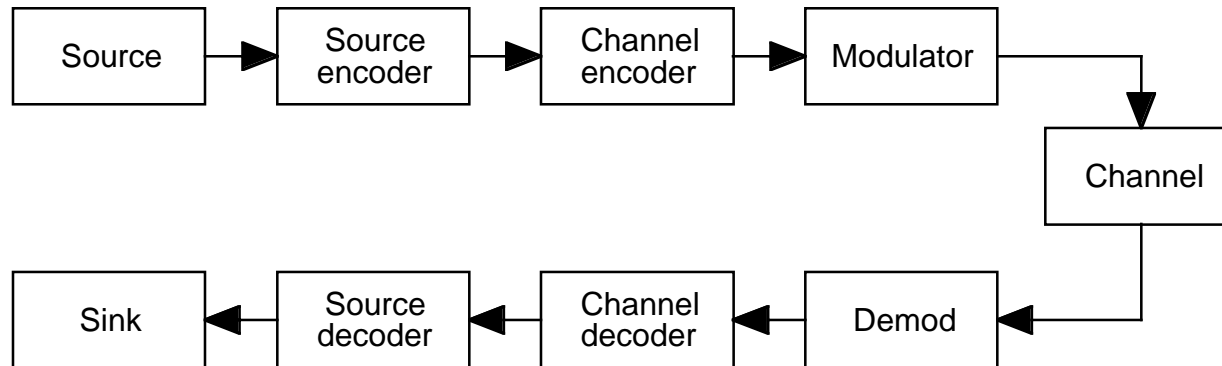 Source
Source
encoder
Channel
encoder
Modulator
Channel
Sink
Source
decoder
Channel
decoder
Demod